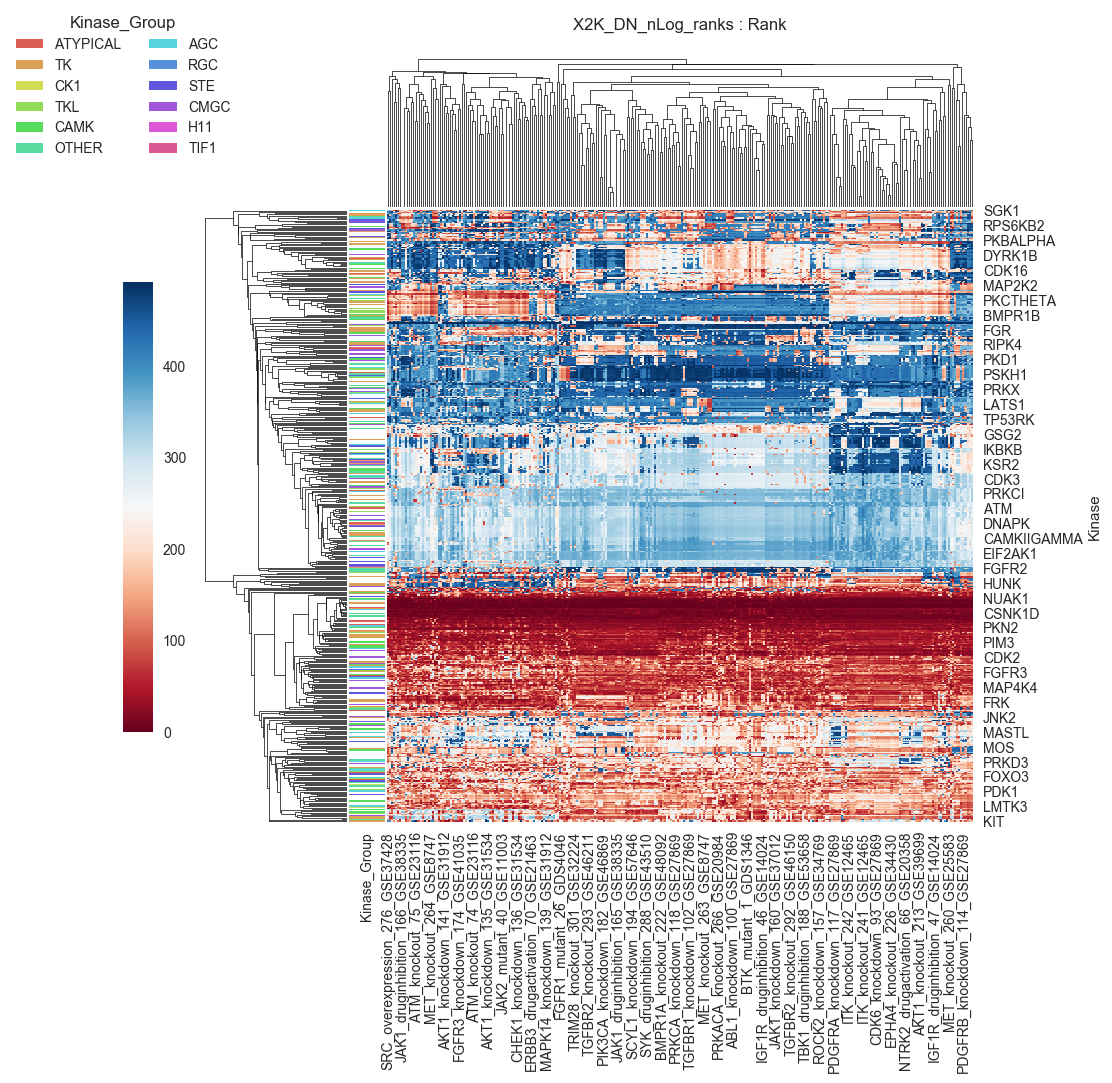 Kinase_Group
X2K_DN_nLog_ranks : Rank
ATYPICAL
TK
CK1
TKL
CAMK
OTHER
AGC
RGC
STE
CMGC
H11
TIF1
400
300
200
100
0
SGK1
RPS6KB2
PKBALPHA
DYRK1B
CDK16
MAP2K2
PKCTHETA
BMPR1B
FGR
RIPK4
PKD1
PSKH1
PRKX
LATS1
TP53RK
GSG2
IKBKB
KSR2
CDK3
PRKCI
ATM
DNAPK
CAMKIIGAMMA
EIF2AK1
FGFR2
HUNK
NUAK1
CSNK1D
PKN2
PIM3
CDK2
FGFR3
MAP4K4
FRK
JNK2
MASTL
MOS
PRKD3
FOXO3
PDK1
LMTK3
KIT
Kinase
Kinase_Group
SRC_overexpression_276_GSE37428
JAK1_druginhibition_166_GSE38335
ATM_knockout_75_GSE23116
MET_knockout_264_GSE8747
AKT1_knockdown_141_GSE31912
FGFR3_knockdown_174_GSE41035
ATM_knockout_74_GSE23116
AKT1_knockdown_135_GSE31534
JAK2_mutant_40_GSE11003
CHEK1_knockdown_136_GSE31534
ERBB3_drugactivation_70_GSE21463
MAPK14_knockdown_139_GSE31912
FGFR1_mutant_26_GDS4046
TRIM28_knockout_301_GSE32224
TGFBR2_knockout_293_GSE46211
PIK3CA_knockdown_182_GSE46869
JAK1_druginhibition_165_GSE38335
SCYL1_knockdown_194_GSE57646
SYK_druginhibition_288_GSE43510
BMPR1A_knockout_222_GSE48092
PRKCA_knockdown_118_GSE27869
TGFBR1_knockdown_102_GSE27869
MET_knockout_263_GSE8747
PRKACA_knockout_266_GSE20984
ABL1_knockdown_100_GSE27869
BTK_mutant_1_GDS1346
IGF1R_druginhibition_46_GSE14024
JAK1_knockdown_160_GSE37012
TGFBR2_knockout_292_GSE46150
TBK1_druginhibition_188_GSE53658
ROCK2_knockdown_157_GSE34769
PDGFRA_knockdown_117_GSE27869
ITK_knockout_242_GSE12465
ITK_knockout_241_GSE12465
CDK6_knockdown_93_GSE27869
EPHA4_knockout_226_GSE34430
NTRK2_drugactivation_66_GSE20358
AKT1_knockout_213_GSE39699
IGF1R_druginhibition_47_GSE14024
MET_knockout_260_GSE25583
PDGFRB_knockdown_114_GSE27869